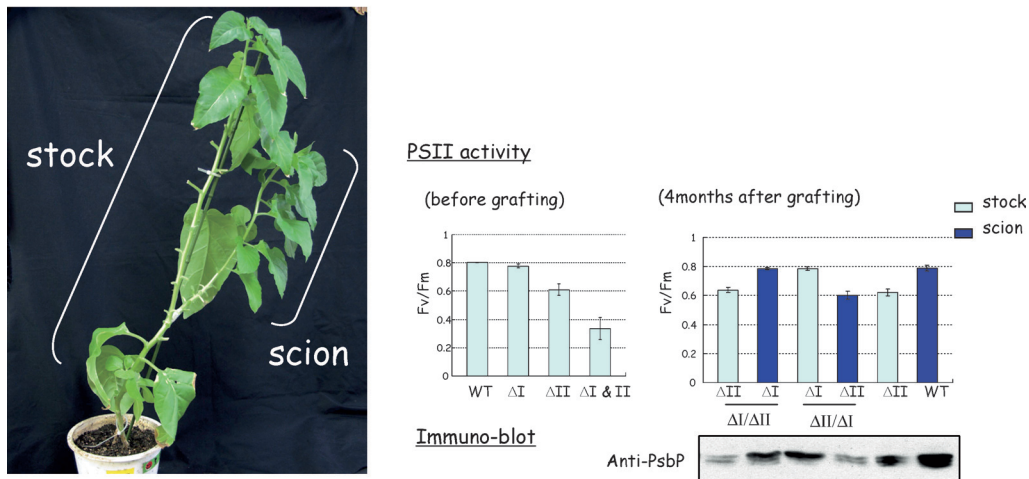 stock
scion
PSII activity
(before grafting)
(4months after grafting)
stock
scion
Fv/Fm
1
0.8
0.6
0.4
0.2
0
WT
ΔI
ΔII
ΔI & II
Fv/Fm
1
0.8
0.6
0.4
0.2
0
ΔII
ΔI
ΔI
ΔII
ΔII
WT
ΔI/ΔII
ΔII/ΔI
Immuno-blot
Anti-PsbP